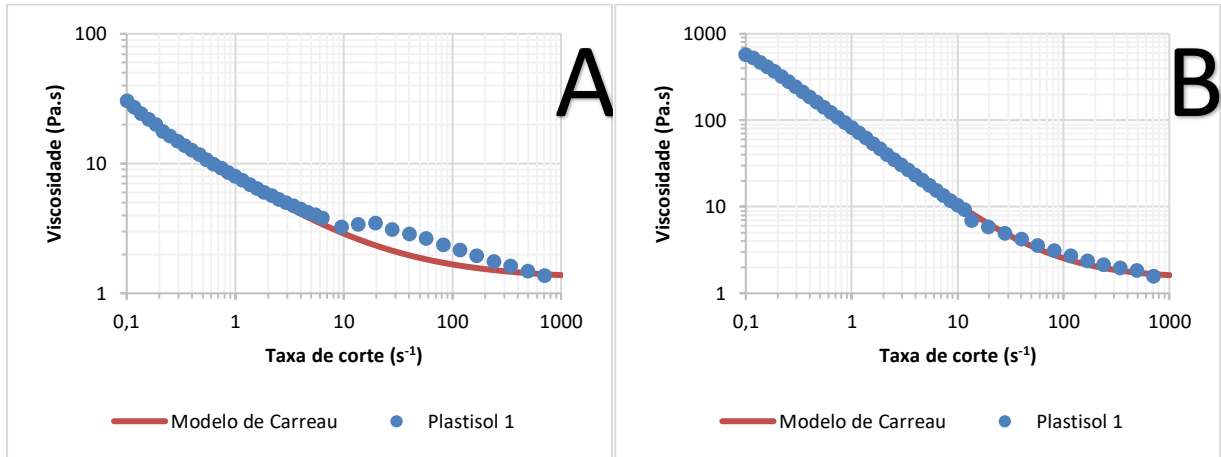 A
100
10
1
Viscosidade (Pa.s)
0,1 1 10 100 1000
Taxa de corte (s⁻¹)
Modelo de Carreau Plastisol 1
B
1000
100
10
1
Viscosidade (Pa.s)
0,1 1 10 100 1000
Taxa de corte (s⁻¹)
Modelo de Carreau Plastisol 1